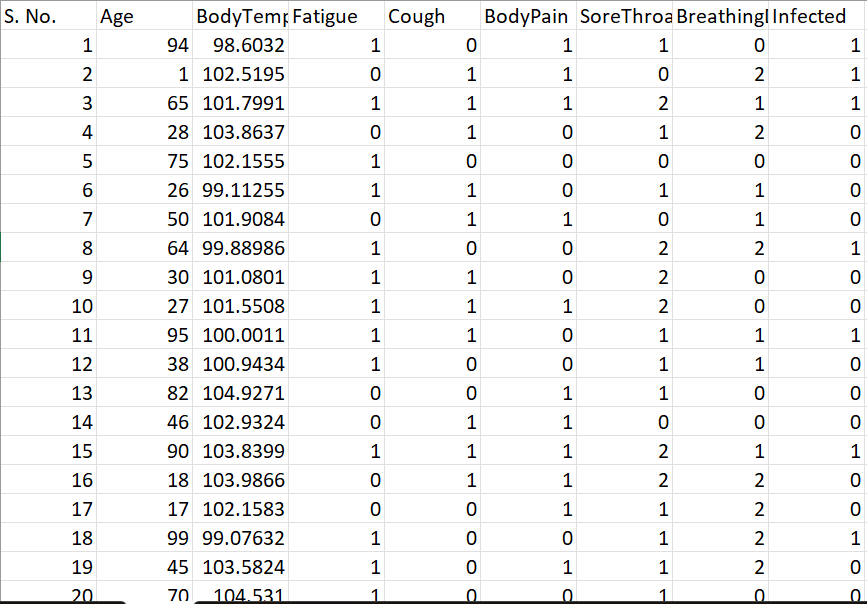 S. No. Age BodyTemp Fatigue Cough BodyPain SoreThroa BreathingI Infected
1 94 98.6032 1 0 1 1 0 1
2 1 102.5195 0 1 1 0 2 1
3 65 101.7991 1 1 1 2 1 1
4 28 103.8637 0 1 0 1 2 0
5 75 102.1555 1 0 0 0 0 0
6 26 99.11255 1 1 0 1 1 0
7 50 101.9084 0 1 1 0 1 0
8 64 99.88986 1 0 0 2 2 1
9 30 101.0801 1 1 0 2 0 0
10 27 101.5508 1 1 1 2 0 0
11 95 100.0011 1 1 0 1 1 1
12 38 100.9434 1 0 0 1 1 0
13 82 104.9271 0 0 1 1 0 0
14 46 102.9324 0 1 1 0 0 0
15 90 103.8399 1 1 1 2 1 1
16 18 103.9866 0 1 1 2 2 0
17 17 102.1583 0 0 1 1 2 0
18 99 99.07632 1 0 0 1 2 1
19 45 103.5824 1 0 1 1 2 0
20 70 104.531 1 0 0 1 0 0